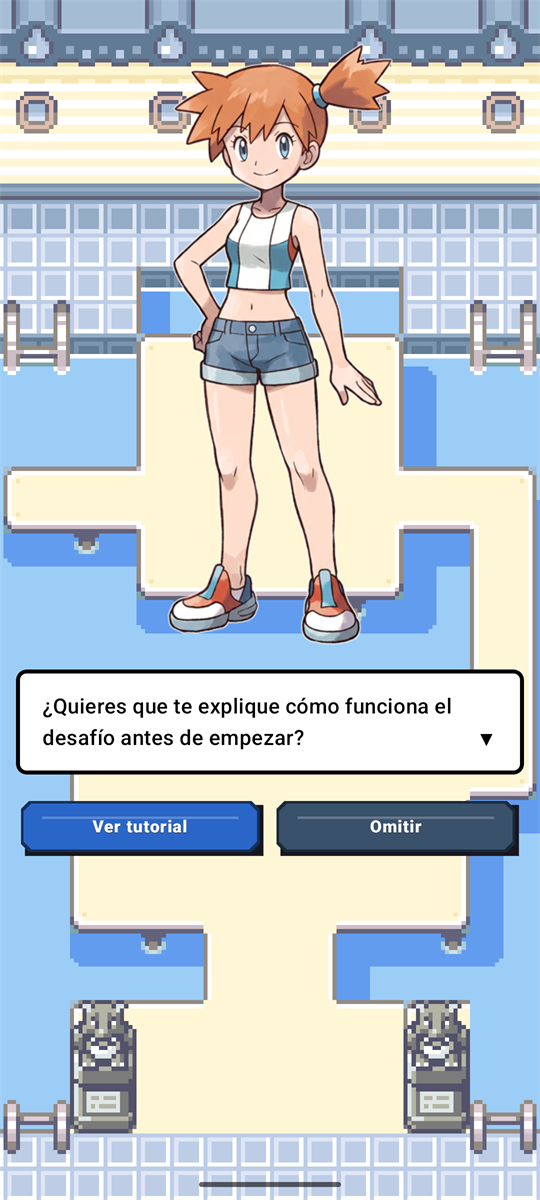 ¿Quieres que te explique cómo funciona el
desafío antes de empezar?
Ver tutorial
Omitir